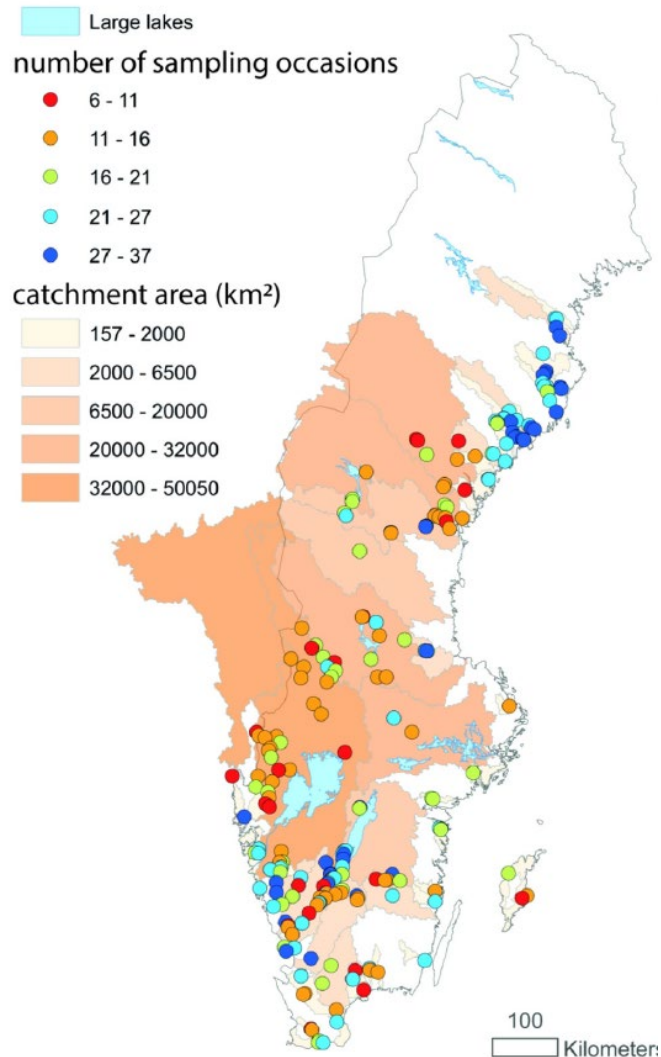 Large lakes
number of sampling occasions
6 - 11
11 - 16
16 - 21
21 - 27
27 - 37
catchment area (km²)
157 - 2000
2000 - 6500
6500 - 20000
20000 - 32000
32000 - 50050
100
Kilometers